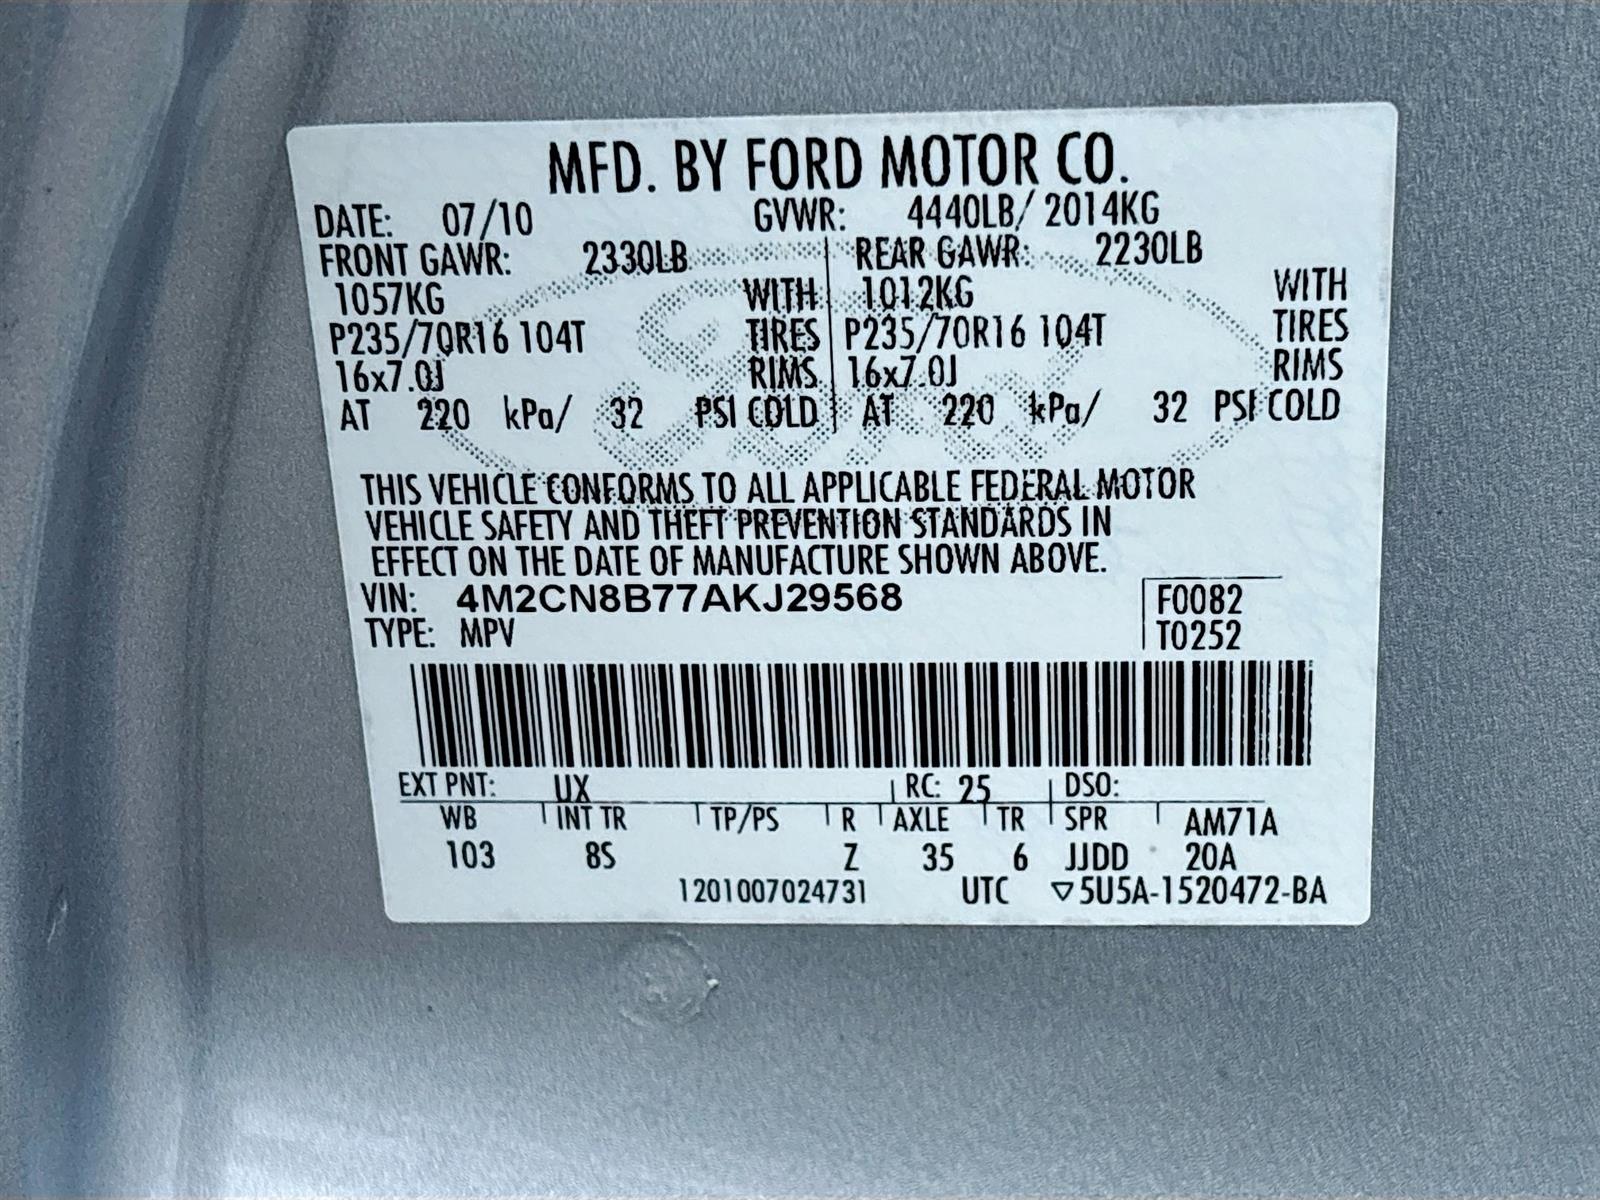 MFD. BY FORD MOTOR CO.
DATE: 07/10 GVWR: 4440LB/ 2014KG
FRONT GAWR: 2330LB REAR GAWR: 2230LB
1057KG WITH 1012KG WITH
P235/70R16 104T TIRES P235/70R16 104T TIRES
16x7.0J RIMS 16x7.0J RIMS
AT 220 kPa/ 32 PSI COLD AT 220 kPa/ 32 PSI COLD
THIS VEHICLE CONFORMS TO ALL APPLICABLE FEDERAL MOTOR
VEHICLE SAFETY AND THEFT PREVENTION STANDARDS IN
EFFECT ON THE DATE OF MANUFACTURE SHOWN ABOVE.
VIN: 4M2CN8B77AKJ29568 F0082
TYPE: MPV T0252
EXT PNT: UX RC: 25 DSO:
WB INT TR TP/PS R AXLE TR SPR AM71A
103 8S Z 35 6 JJDD 20A
1201007024731 UTC ▽5U5A-1520472-BA